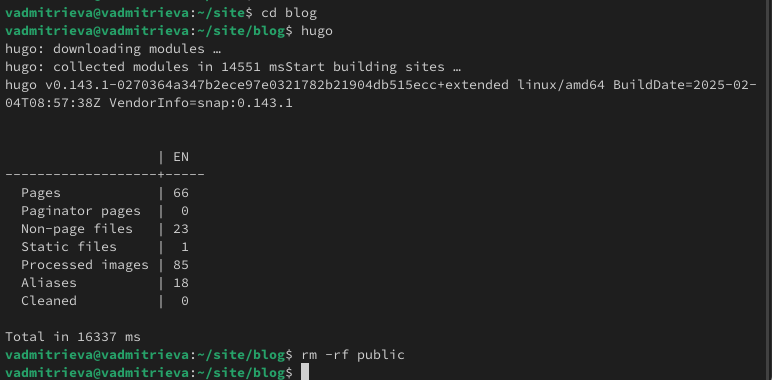 vadmitrieva@vadmitrieva:~/site$ cd blog
vadmitrieva@vadmitrieva:~/site/blog$ hugo
hugo: downloading modules …
hugo: collected modules in 14551 msStart building sites …
hugo v0.143.1-0270364a347b2ece97e0321782b21904db515ecc+extended linux/amd64 BuildDate=2025-02-
04T08:57:38Z VendorInfo=snap:0.143.1
                   | EN
-------------------+-----
  Pages            | 66
  Paginator pages  |  0
  Non-page files   | 23
  Static files     |  1
  Processed images | 85
  Aliases          | 18
  Cleaned          |  0
Total in 16337 ms
vadmitrieva@vadmitrieva:~/site/blog$ rm -rf public
vadmitrieva@vadmitrieva:~/site/blog$